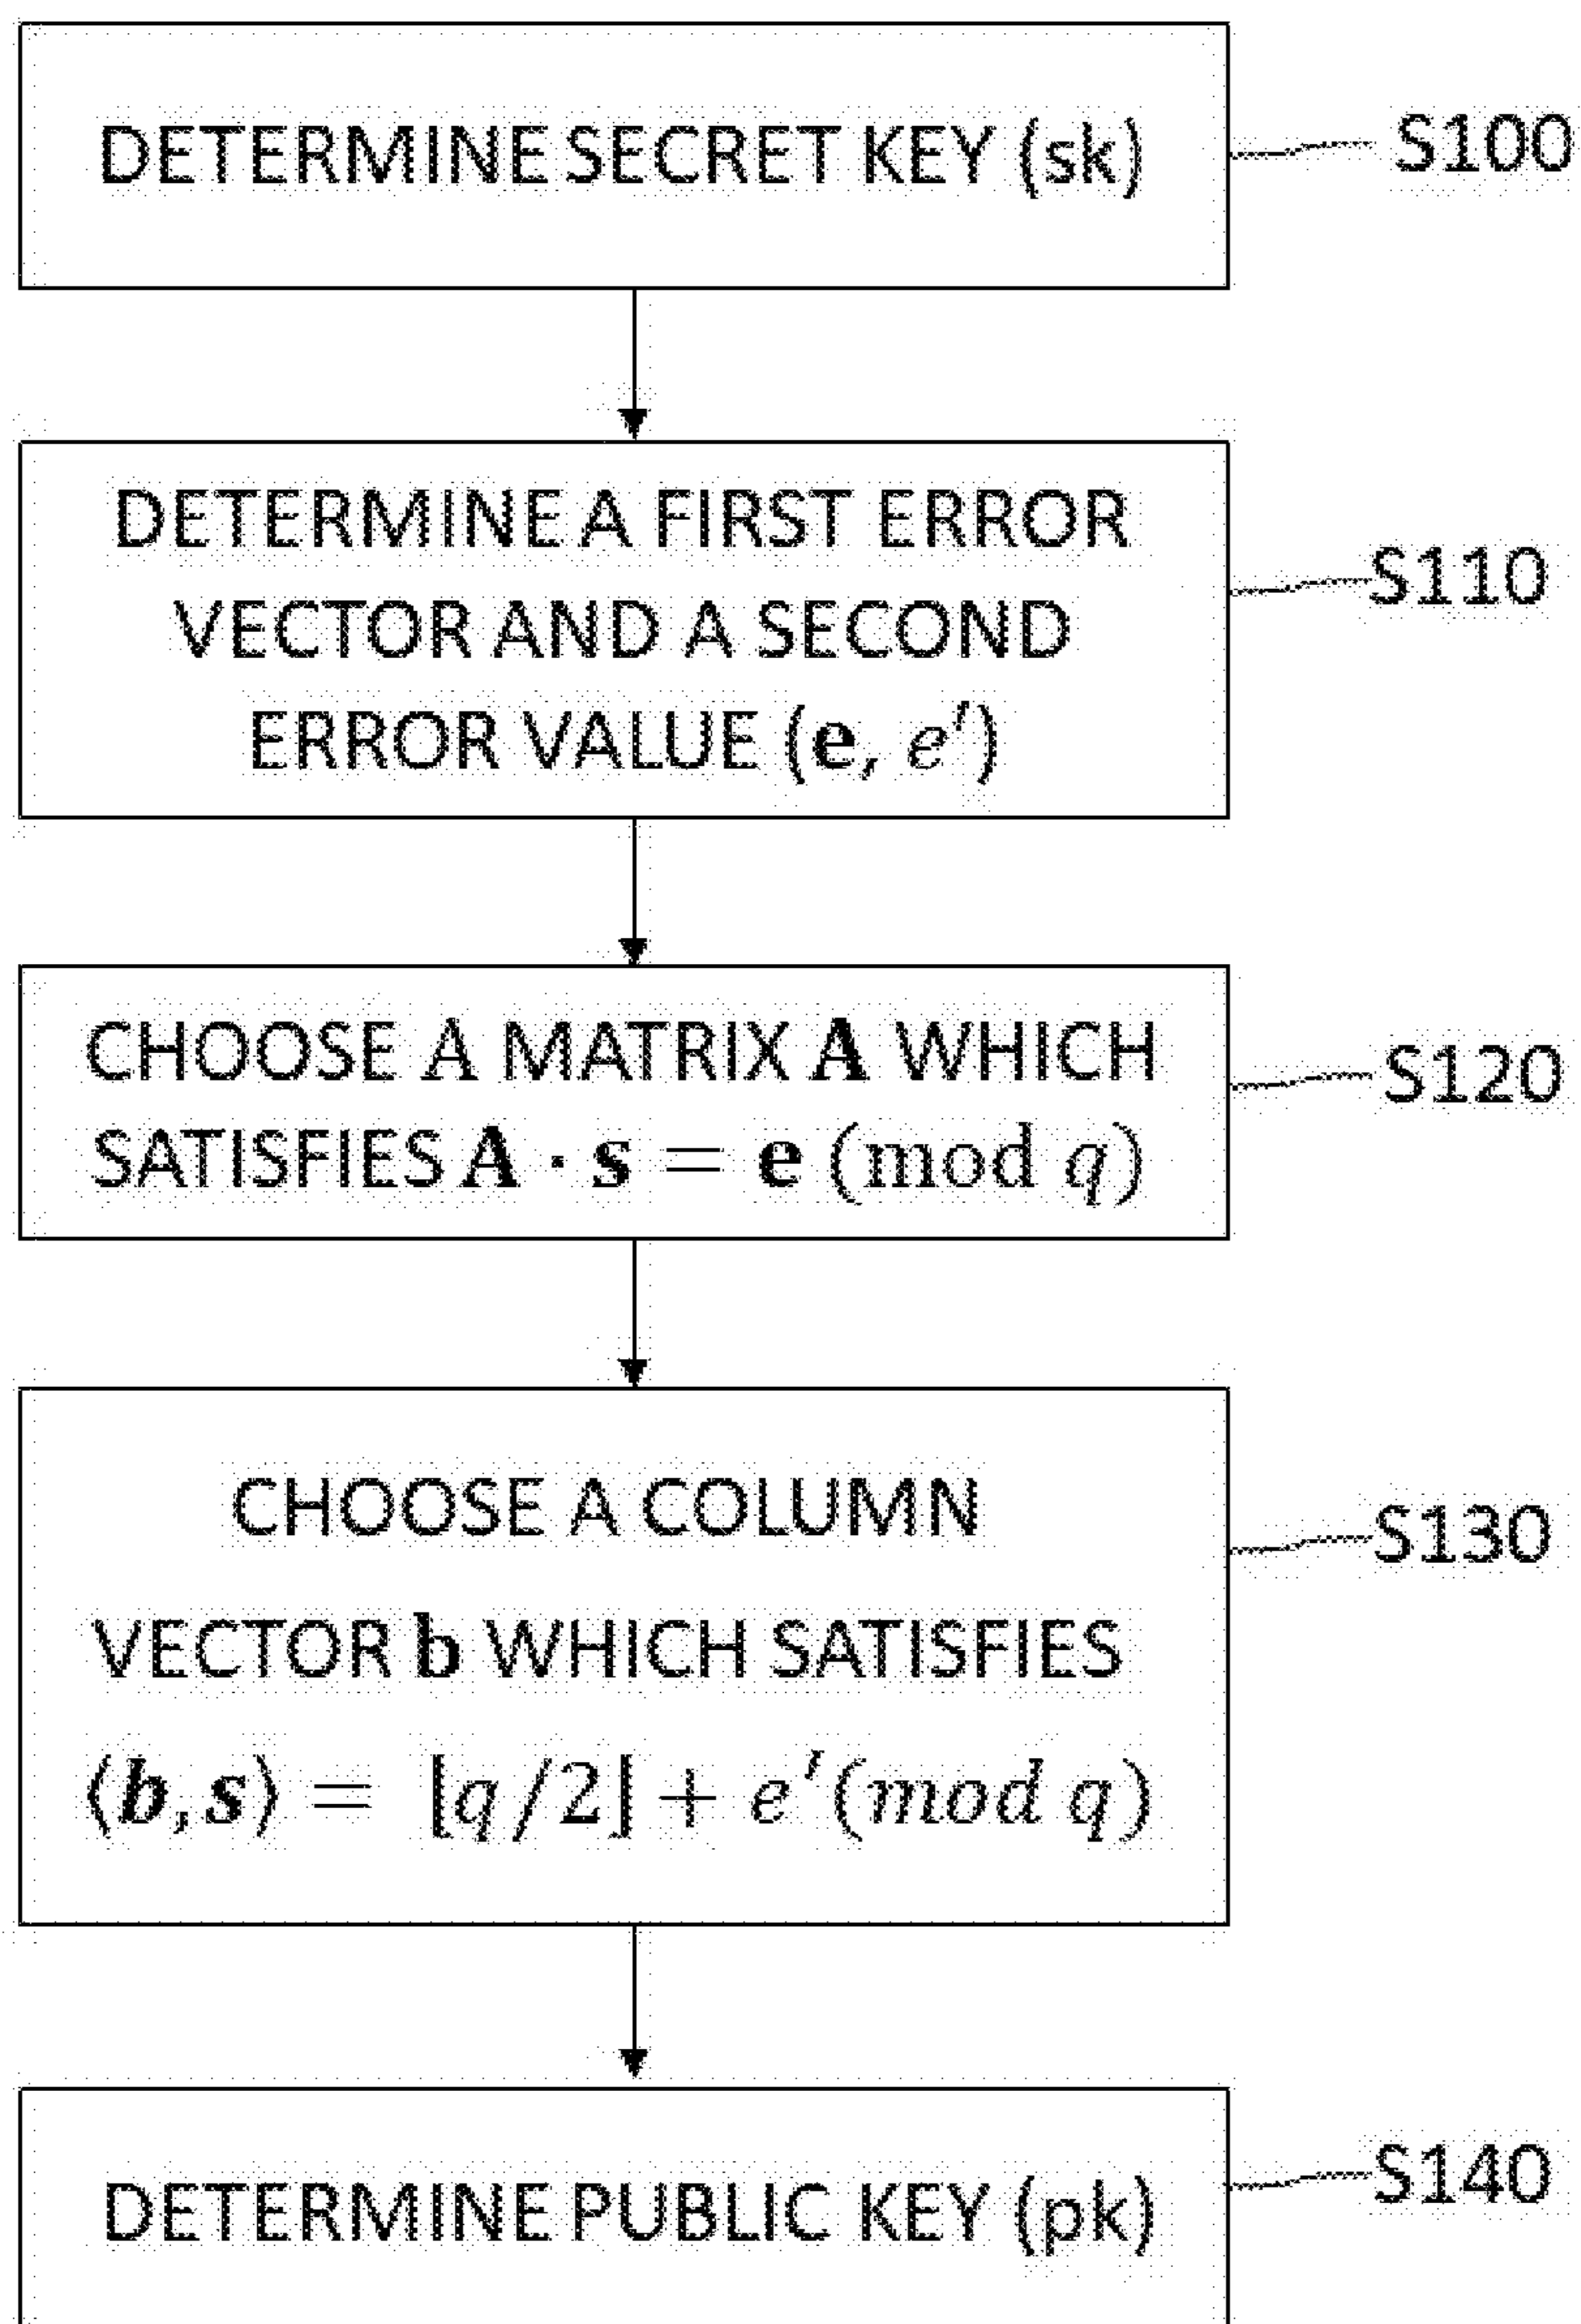 DETERMINE SECRET KEY (sk)
S100
DETERMINE A FIRST ERROR
VECTOR AND A SECOND
ERROR VALUE (e, e′)
S110
CHOOSE A MATRIX A WHICH
SATISFIES A · s = e (mod q)
S120
CHOOSE A COLUMN
VECTOR b WHICH SATISFIES
⟨b, s⟩ = ⌊q/2⌋ + e′(mod q)
S130
DETERMINE PUBLIC KEY (pk)
S140